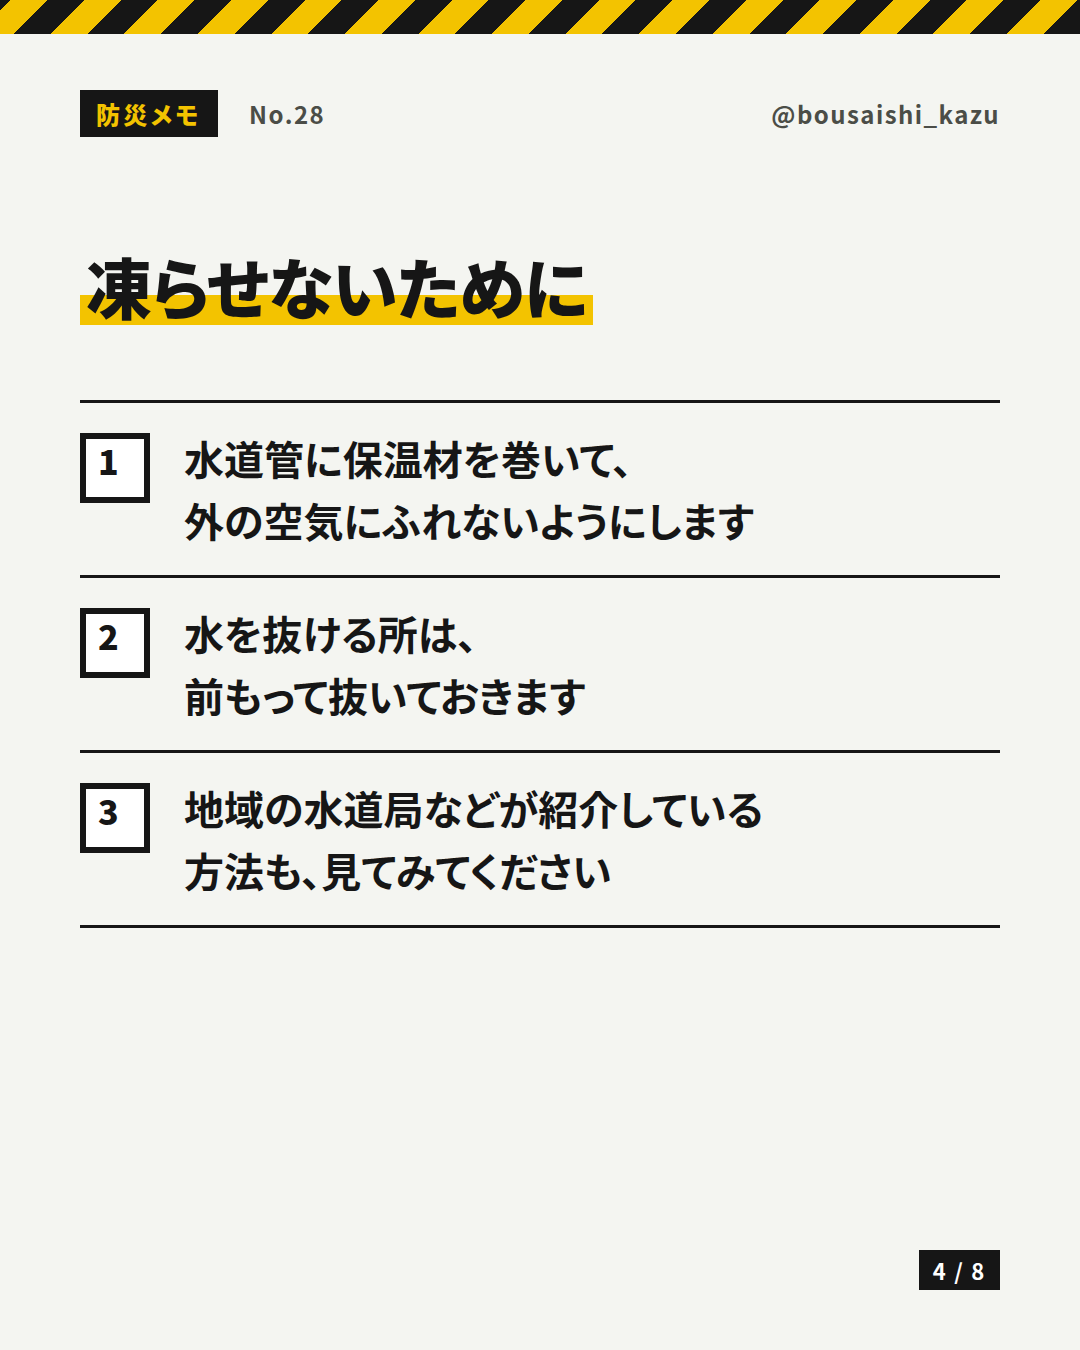 防災メモ No.28 @bousaishi_kazu
凍らせないために
1 水道管に保温材を巻いて、
外の空気にふれないようにします
2 水を抜ける所は、
前もって抜いておきます
3 地域の水道局などが紹介している
方法も、見てみてください
4 / 8